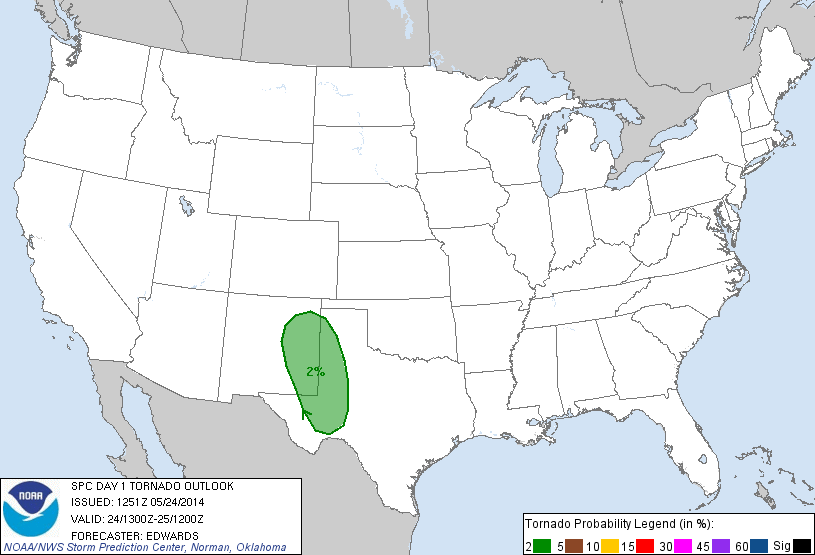 2%
NOAA
SPC DAY 1 TORNADO OUTLOOK
ISSUED: 1251Z 05/24/2014
VALID: 24/1300Z-25/1200Z
FORECASTER: EDWARDS
NOAA/NWS Storm Prediction Center, Norman, Oklahoma
Tornado Probability Legend (in %):
2 5 10 15 30 45 60 Sig